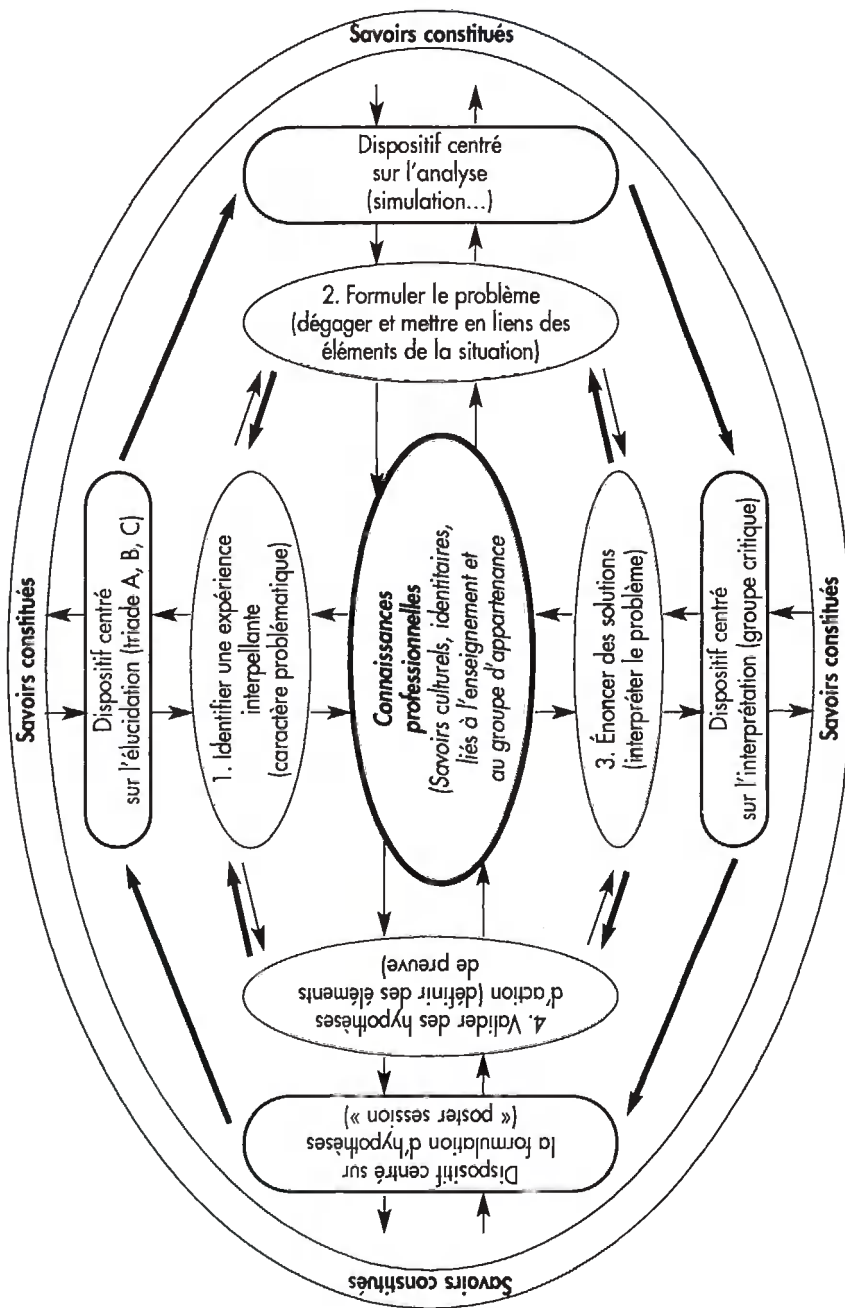 Savoirs constitués
Dispositif centré
sur l'analyse
(simulation...)
2. Formuler le problème
(dégager et mettre en liens des
éléments de la situation)
Savoirs constitués
Dispositif centré
sur l'élucidation (triade A, B, C)
1. Identifier une expérience
interpellante
(caractère problématique)
Connaissances
professionnelles
(Savoirs culturels, identitaires,
liés à l'enseignement et
au groupe d'appartenance
3. Énoncer des solutions
(interpréter le problème)
Dispositif centré
sur l'interprétation (groupe critique)
Savoirs constitués
4. Valider des hypothèses
d'action (définir des éléments
de preuve)
Dispositif centré sur
la formulation d'hypothèses
(« poster session »)
Savoirs constitués